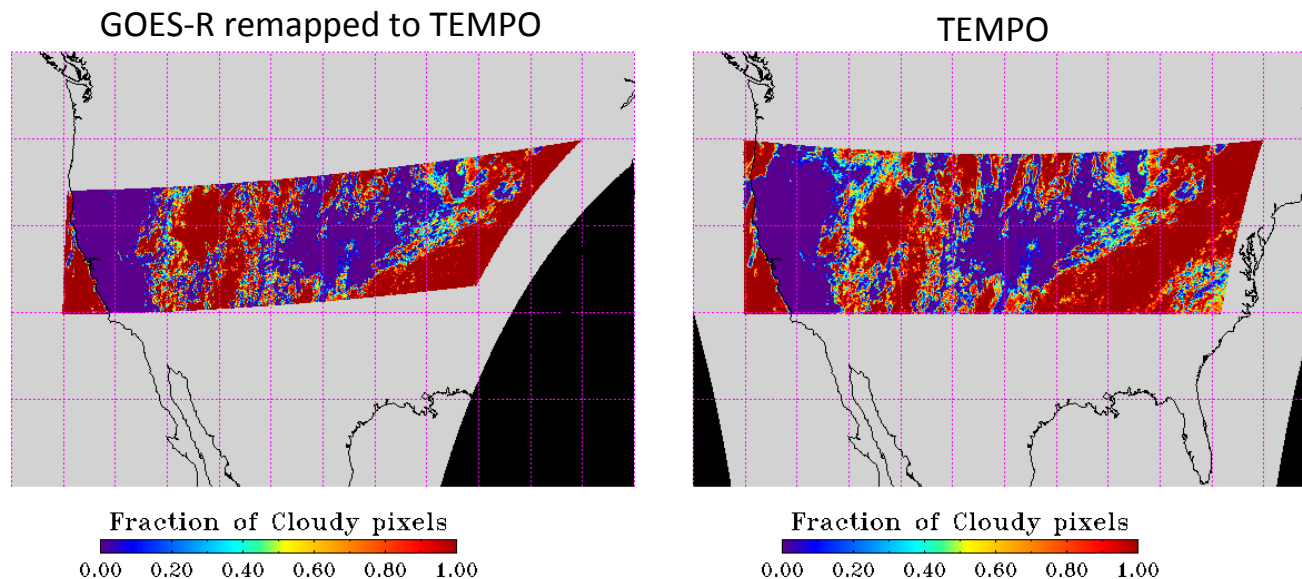 GOES-R remapped to TEMPO
TEMPO
Fraction of Cloudy pixels
0.00 0.20 0.40 0.60 0.80 1.00
Fraction of Cloudy pixels
0.00 0.20 0.40 0.60 0.80 1.00